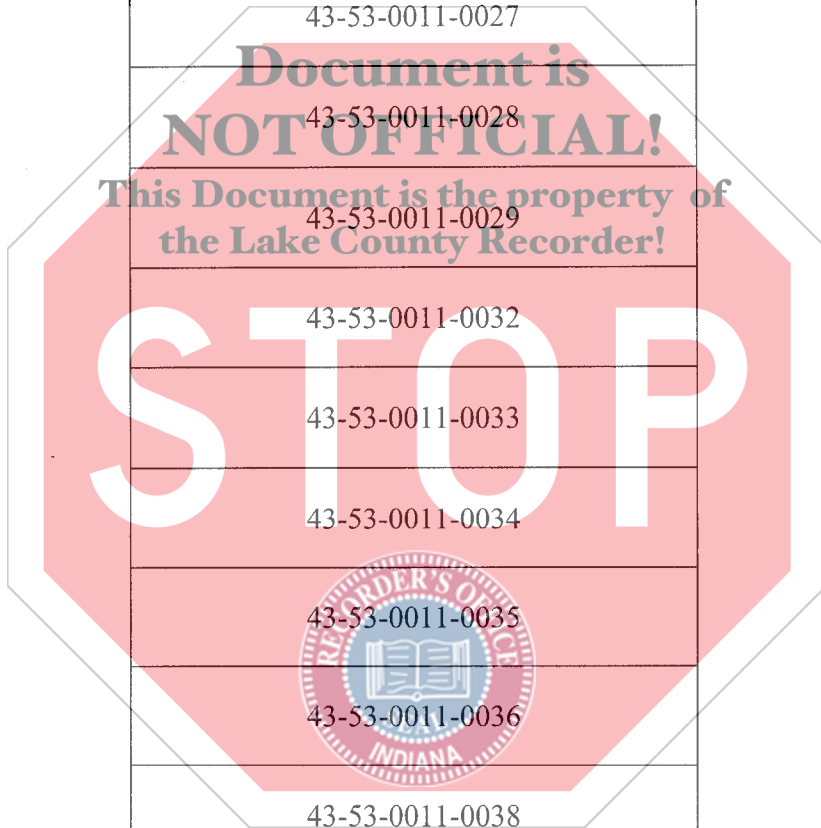 43-53-0011-0027
Document is
43-53-0011-0028
NOT OFFICIAL!
This Document is the property of
43-53-0011-0029
the Lake County Recorder!
43-53-0011-0032
STOP
43-53-0011-0033
43-53-0011-0034
RECORDER'S OFFICE
43-53-0011-0035
43-53-0011-0036
INDIANA
43-53-0011-0038